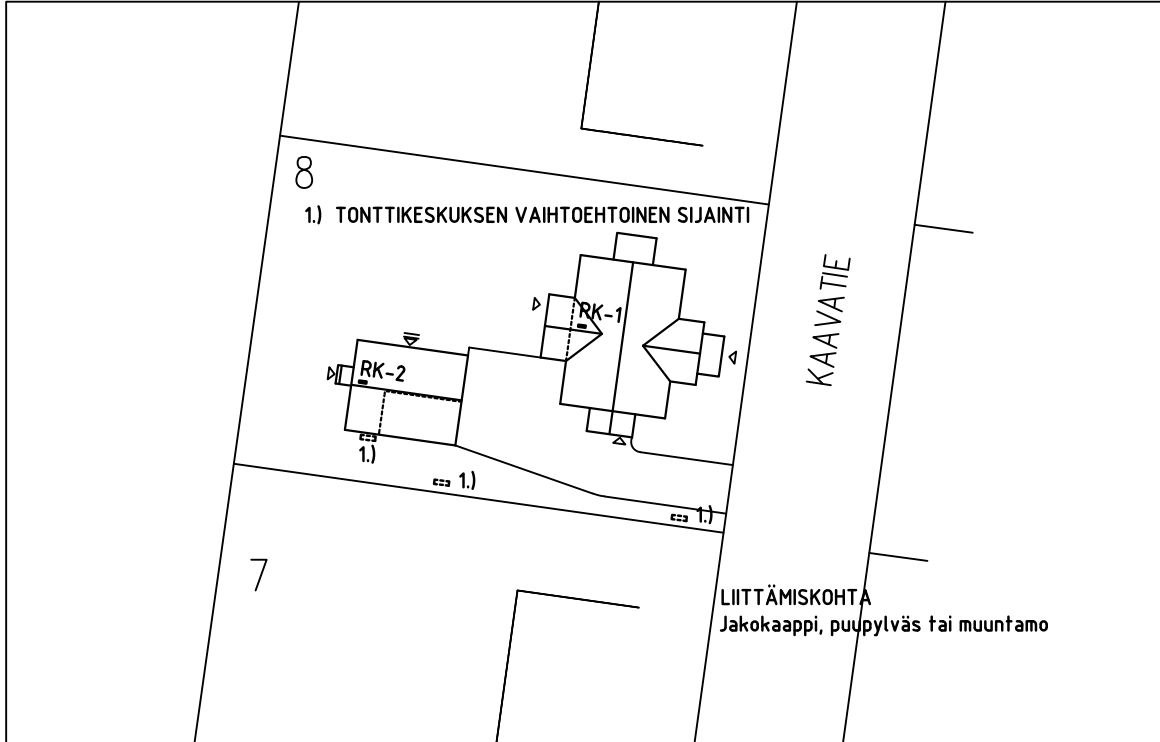 8
1.) TONTTIKESKUKSEN VAIHTOEHTOINEN SIJAINTI
KAAVATIE
RK-1
RK-2
1.)
1.)
1.)
7
LIITTÄMISKOHTA
Jakokaappi, puupylväs tai muuntamo